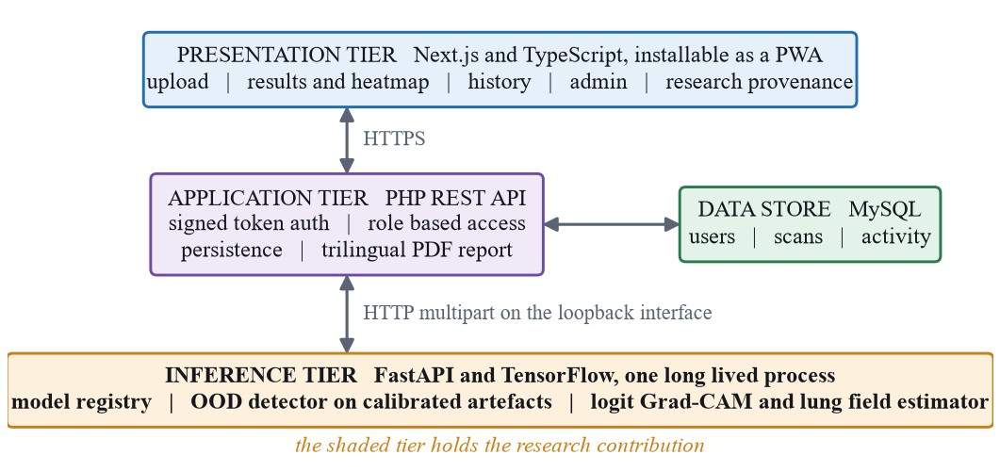 PRESENTATION TIER Next.js and TypeScript, installable as a PWA
upload | results and heatmap | history | admin | research provenance
HTTPS
APPLICATION TIER PHP REST API
signed token auth | role based access
persistence | trilingual PDF report
DATA STORE MySQL
users | scans | activity
HTTP multipart on the loopback interface
INFERENCE TIER FastAPI and TensorFlow, one long lived process
model registry | OOD detector on calibrated artefacts | logit Grad-CAM and lung field estimator
the shaded tier holds the research contribution